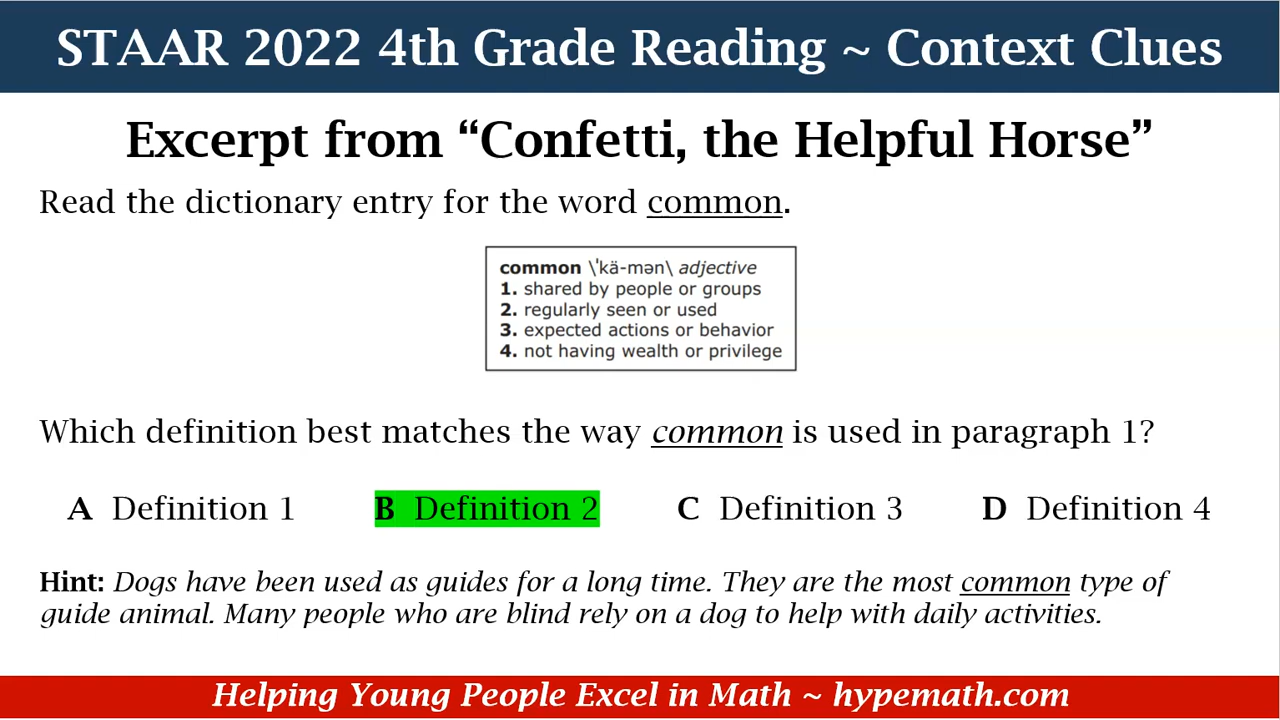 STAAR 2022 4th Grade Reading ~ Context Clues
Excerpt from “Confetti, the Helpful Horse”
Read the dictionary entry for the word common.
common \ˈkä-mən\ adjective
1. shared by people or groups
2. regularly seen or used
3. expected actions or behavior
4. not having wealth or privilege
Which definition best matches the way common is used in paragraph 1?
A Definition 1 B Definition 2 C Definition 3 D Definition 4
Hint: Dogs have been used as guides for a long time. They are the most common type of
guide animal. Many people who are blind rely on a dog to help with daily activities.
Helping Young People Excel in Math ~ hypemath.com